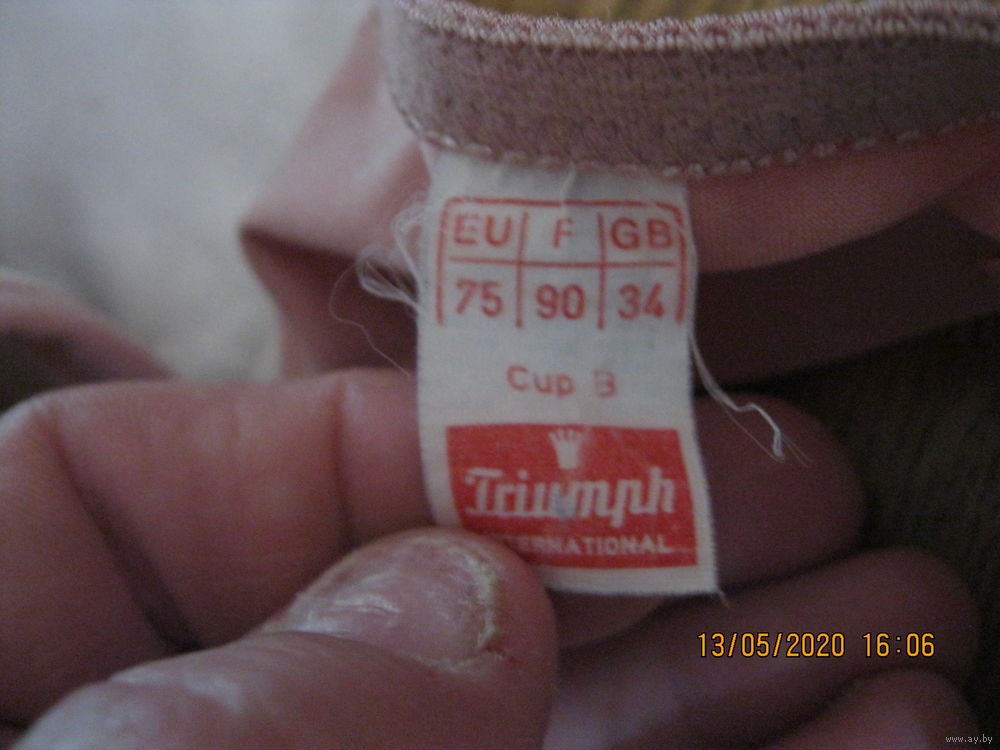 EU F GB
75 90 34
Cup B
Triumph
INTERNATIONAL
13/05/2020 16:06
www.ay.by